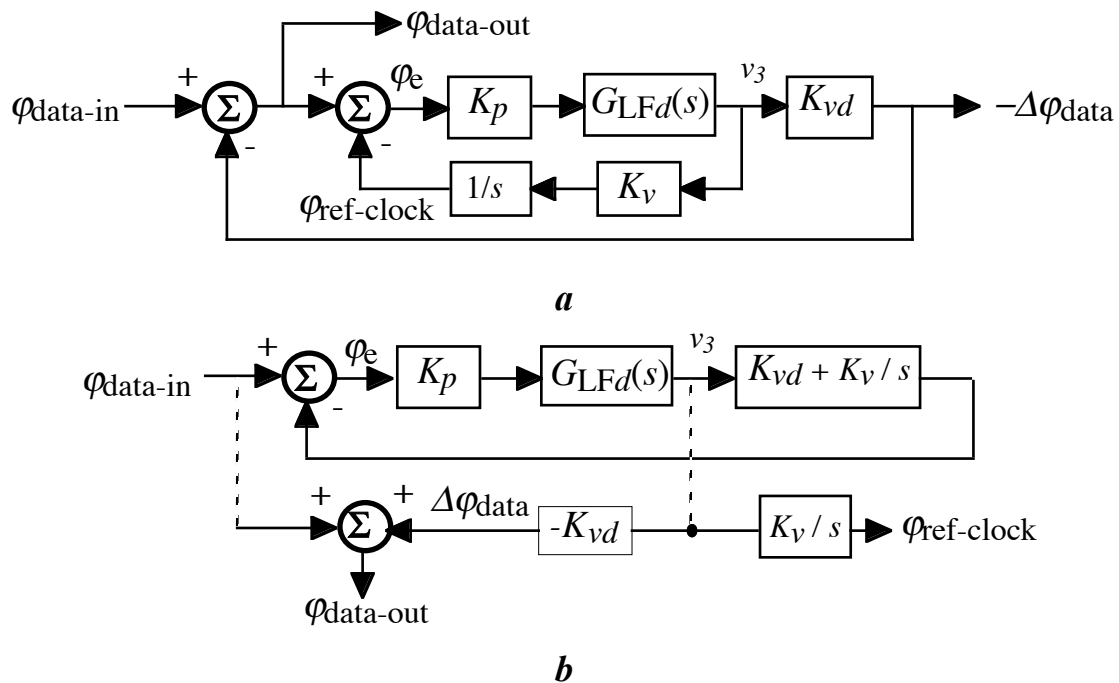 φdata-out
+ + φe v3
φdata-in Σ Σ Kp GLFd(s) Kvd −Δφdata
- -
φref-clock 1/s Kv
a
+ φe v3
φdata-in Σ Kp GLFd(s) Kvd + Kv / s
-
+ + Δφdata
Σ -Kvd Kv / s φref-clock
φdata-out
b